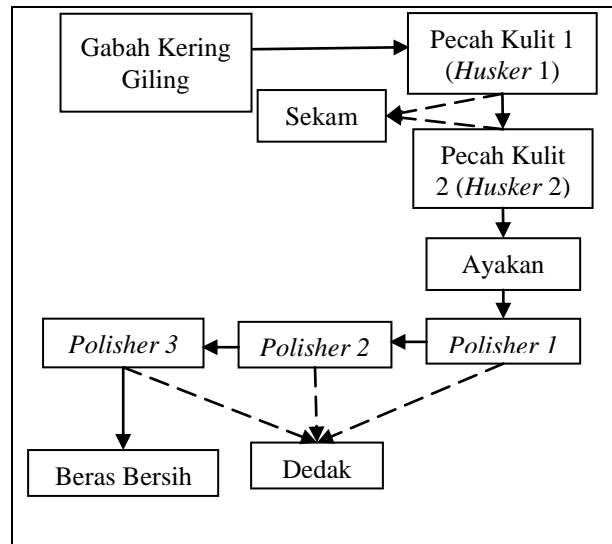 Gabah Kering
Giling
Pecah Kulit 1
(Husker 1)
Sekam
Pecah Kulit
2 (Husker 2)
Ayakan
Polisher 3
Polisher 2
Polisher 1
Beras Bersih
Dedak